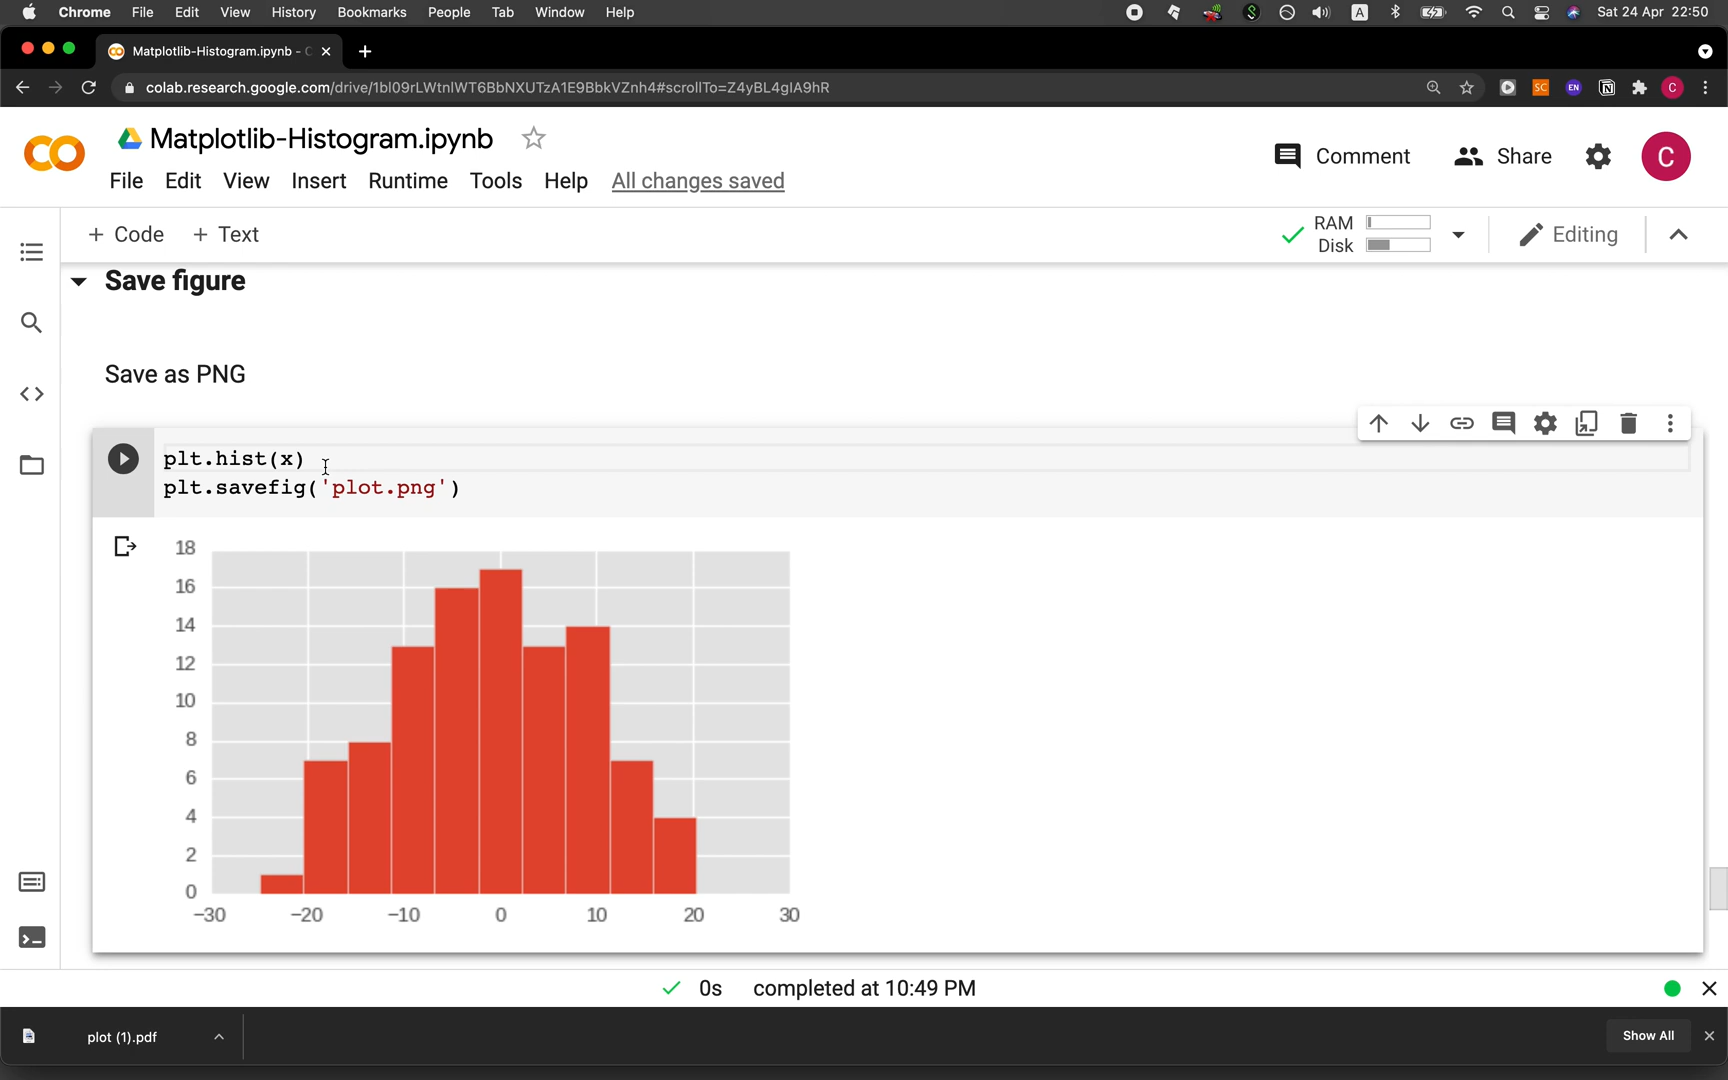 Chrome File Edit View History Bookmarks People Tab Window Help
A
Sat 24 Apr 22:50
Matplotlib-Histogram.ipynb - C
colab.research.google.com/drive/1bl09rLWtnlWT6BbNXUTzA1E9BbkVZnh4#scrollTo=Z4yBL4glA9hR
SC EN C
Matplotlib-Histogram.ipynb
Comment Share C
File Edit View Insert Runtime Tools Help All changes saved
+ Code + Text
RAM
Disk
Editing
Save figure
Save as PNG
plt.hist(x)
plt.savefig('plot.png')
18
16
14
12
10
8
6
4
2
0
−30 −20 −10 0 10 20 30
0s completed at 10:49 PM
plot (1).pdf
Show All